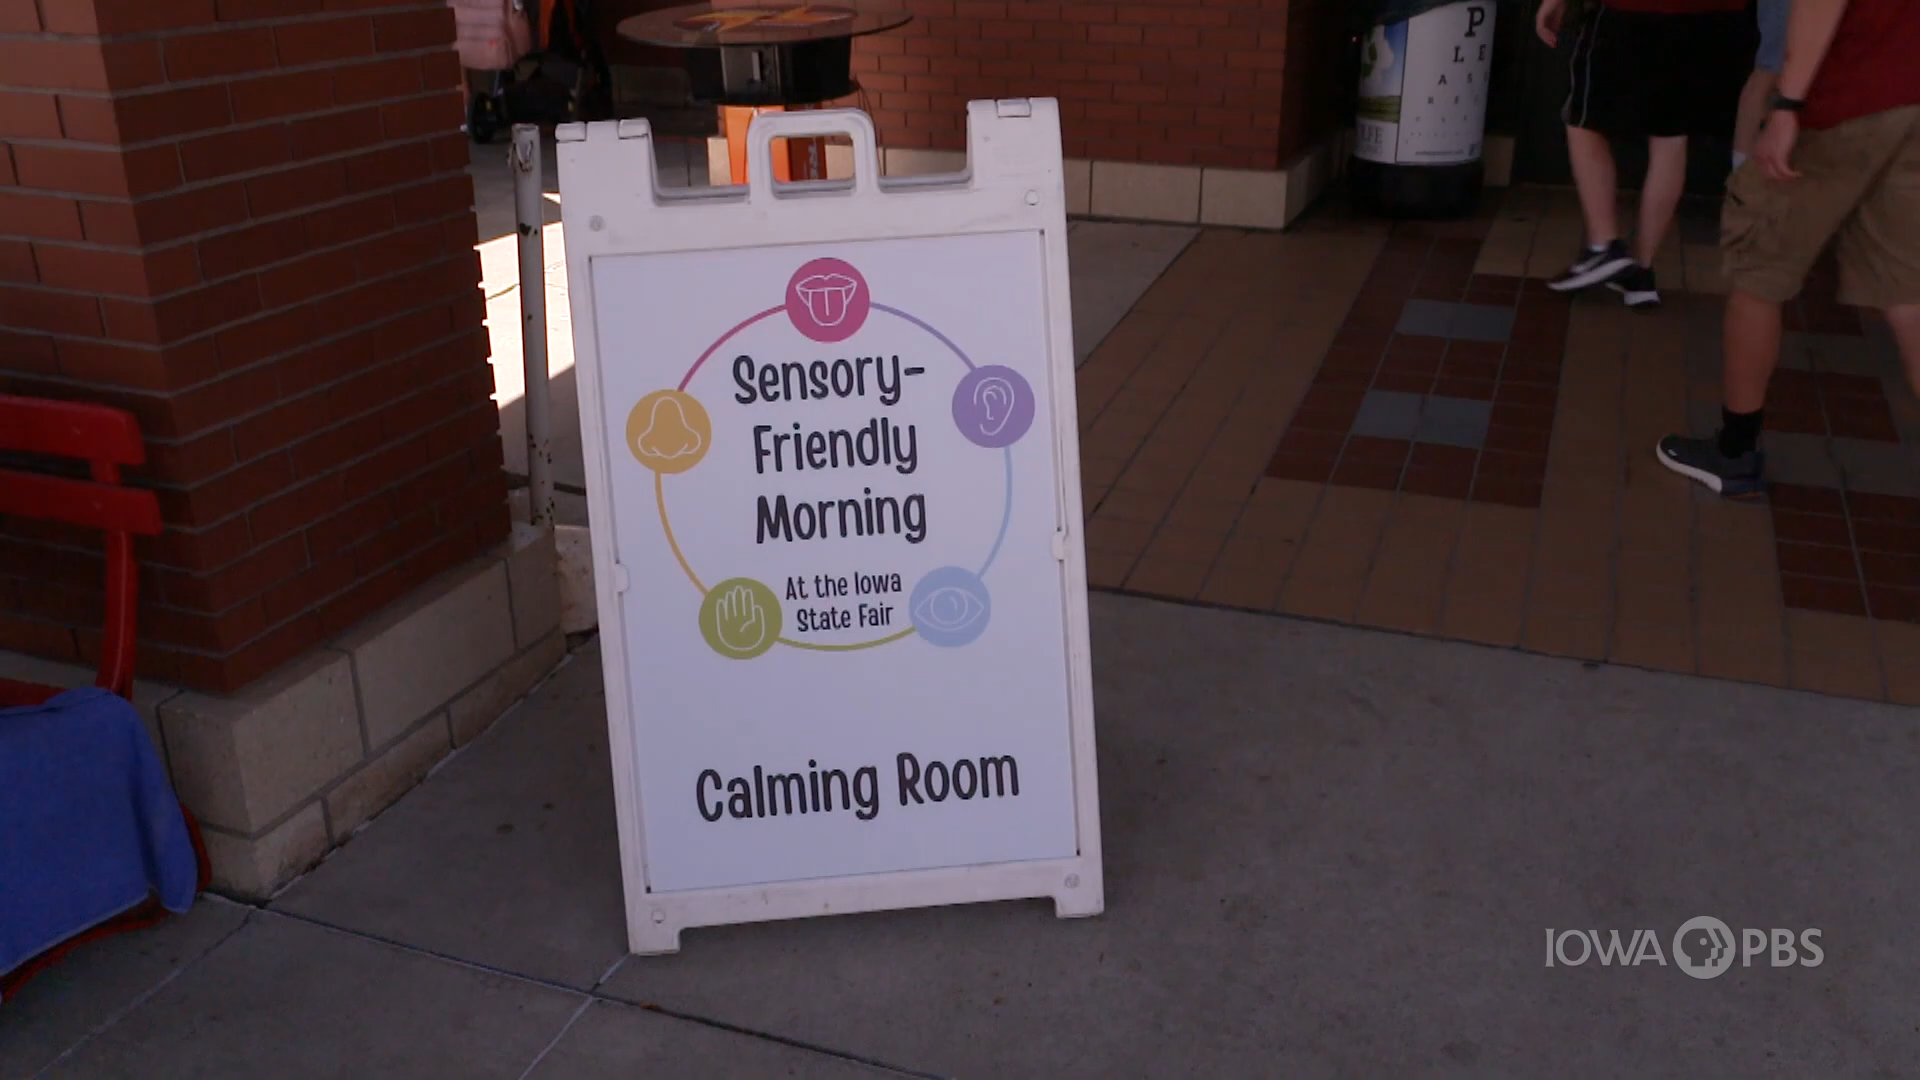 P
L E
Sensory-
Friendly
Morning
At the Iowa
State Fair
Calming Room
IOWA PBS